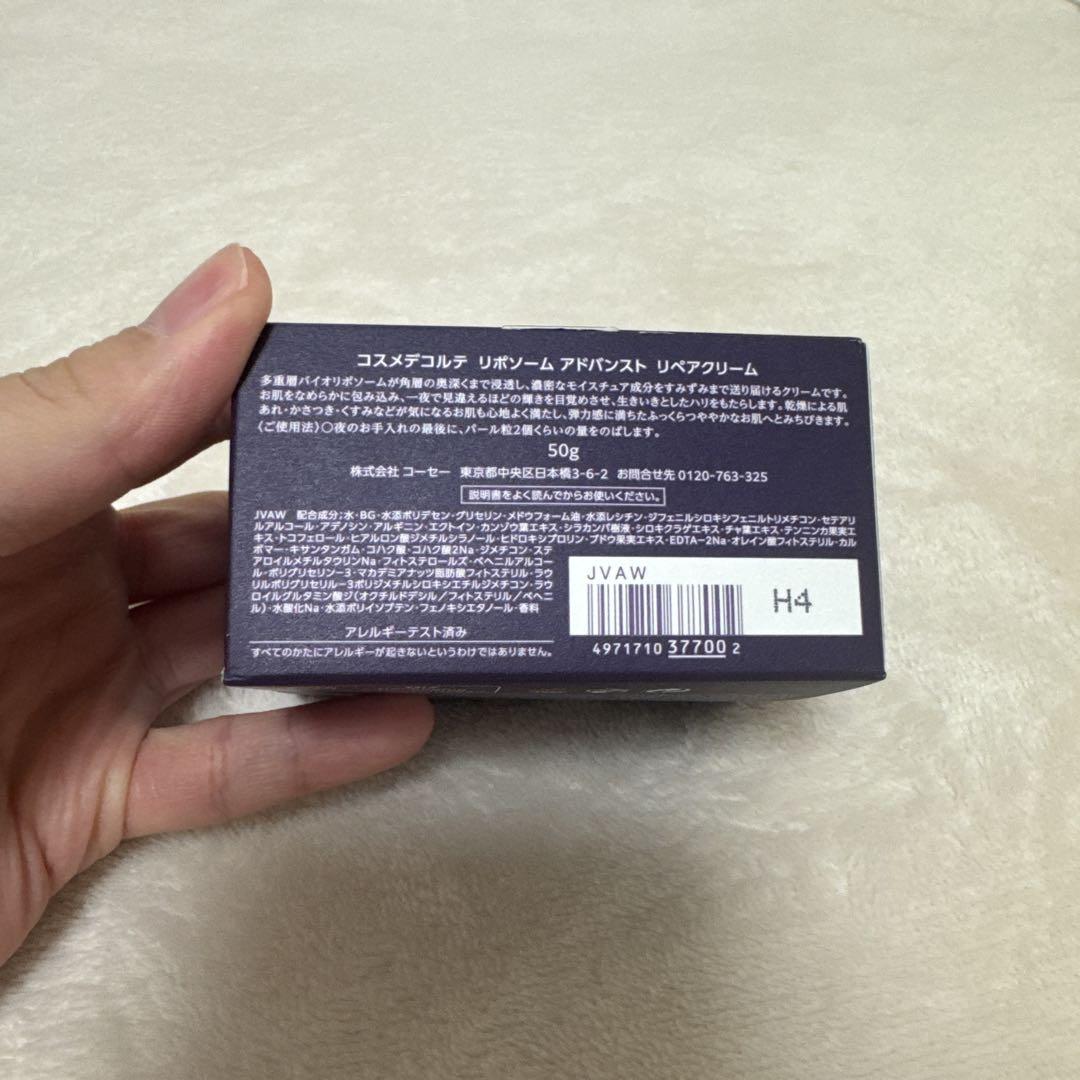 コスメデコルテ リポソーム アドバンスト リペアクリーム
多重層バイオリポソームが角層の奥深くまで浸透し、濃密なモイスチュア成分をすみずみまで送り届けるクリームです。
お肌をなめらかに包み込み、一夜で見違えるほどの輝きを目覚めさせ、生きいきとしたハリをもたらします。乾燥による肌
あれ・かさつき・くすみなどが気になるお肌も心地よく満たし、弾力感に満ちたふっくらつややかなお肌へとみちびきます。
〈ご使用法〉○夜のお手入れの最後に、パール粒2個くらいの量をのばします。
50g
株式会社 コーセー 東京都中央区日本橋3-6-2 お問合せ先 0120-763-325
説明書をよく読んでからお使いください。
JVAW 配合成分;水・BG・水添ポリデセン・グリセリン・メドウフォーム油・水添レシチン・ジフェニルシロキシフェニルトリメチコン・セテアリ
ルアルコール・アデノシン・アルギニン・エクトイン・カンゾウ葉エキス・シラカンバ樹液・シロキクラゲエキス・チャ葉エキス・テンニンカ果実エ
キス・トコフェロール・ヒアルロン酸ジメチルシラノール・ヒドロキシプロリン・ブドウ果実エキス・EDTA-2Na・オレイン酸フィトステリル・カル
ボマー・キサンタンガム・コハク酸・コハク酸2Na・ジメチコン・ステ
アロイルメチルタウリンNa・フィトステロールズ・ベヘニルアルコー
ル・ポリグリセリン-3・マカデミアナッツ脂肪酸フィトステリル・ラウ
リルポリグリセリル-3ポリジメチルシロキシエチルジメチコン・ラウ
ロイルグルタミン酸ジ(オクチルドデシル/フィトステリル/ベヘニ
ル)・水酸化Na・水添ポリイソブテン・フェノキシエタノール・香料
アレルギーテスト済み
すべてのかたにアレルギーが起きないというわけではありません。
JVAW
H4
4971710 37700 2